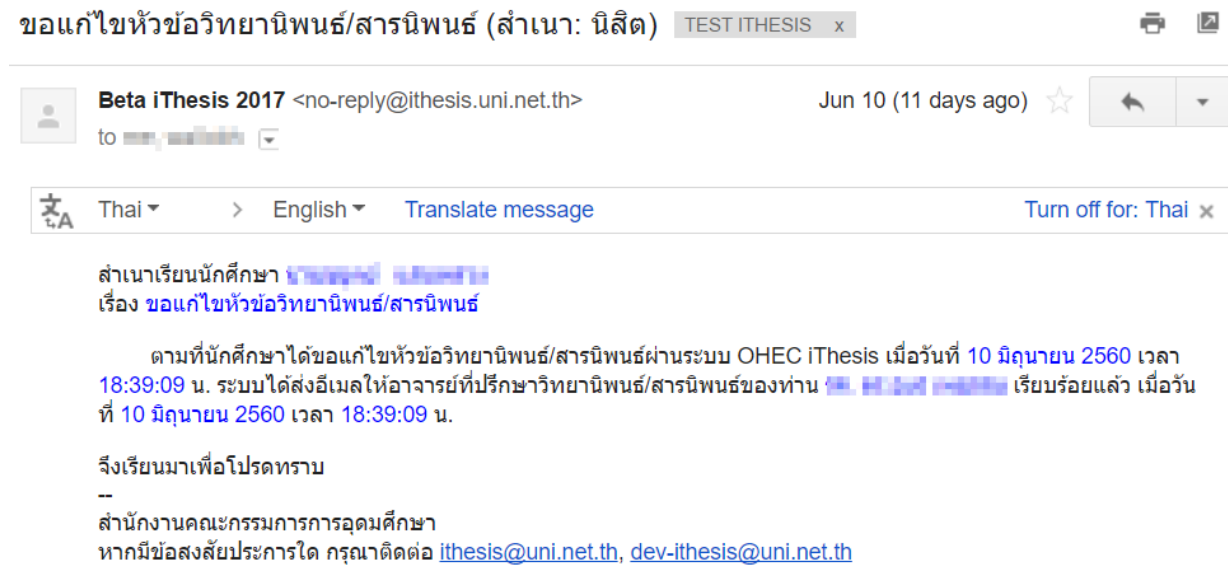 ขอแก้ไขหัวข้อวิทยานิพนธ์/สารนิพนธ์ (สำเนา: นิสิต) TEST ITHESIS x
Beta iThesis 2017 <no-reply@ithesis.uni.net.th> Jun 10 (11 days ago)
to
Thai > English Translate message Turn off for: Thai x
สำเนาเรียนนักศึกษา
เรื่อง ขอแก้ไขหัวข้อวิทยานิพนธ์/สารนิพนธ์
ตามที่นักศึกษาได้ขอแก้ไขหัวข้อวิทยานิพนธ์/สารนิพนธ์ผ่านระบบ OHEC iThesis เมื่อวันที่ 10 มิถุนายน 2560 เวลา
18:39:09 น. ระบบได้ส่งอีเมลให้อาจารย์ที่ปรึกษาวิทยานิพนธ์/สารนิพนธ์ของท่าน เรียบร้อยแล้ว เมื่อวัน
ที่ 10 มิถุนายน 2560 เวลา 18:39:09 น.
จึงเรียนมาเพื่อโปรดทราบ
--
สำนักงานคณะกรรมการการอุดมศึกษา
หากมีข้อสงสัยประการใด กรุณาติดต่อ ithesis@uni.net.th, dev-ithesis@uni.net.th